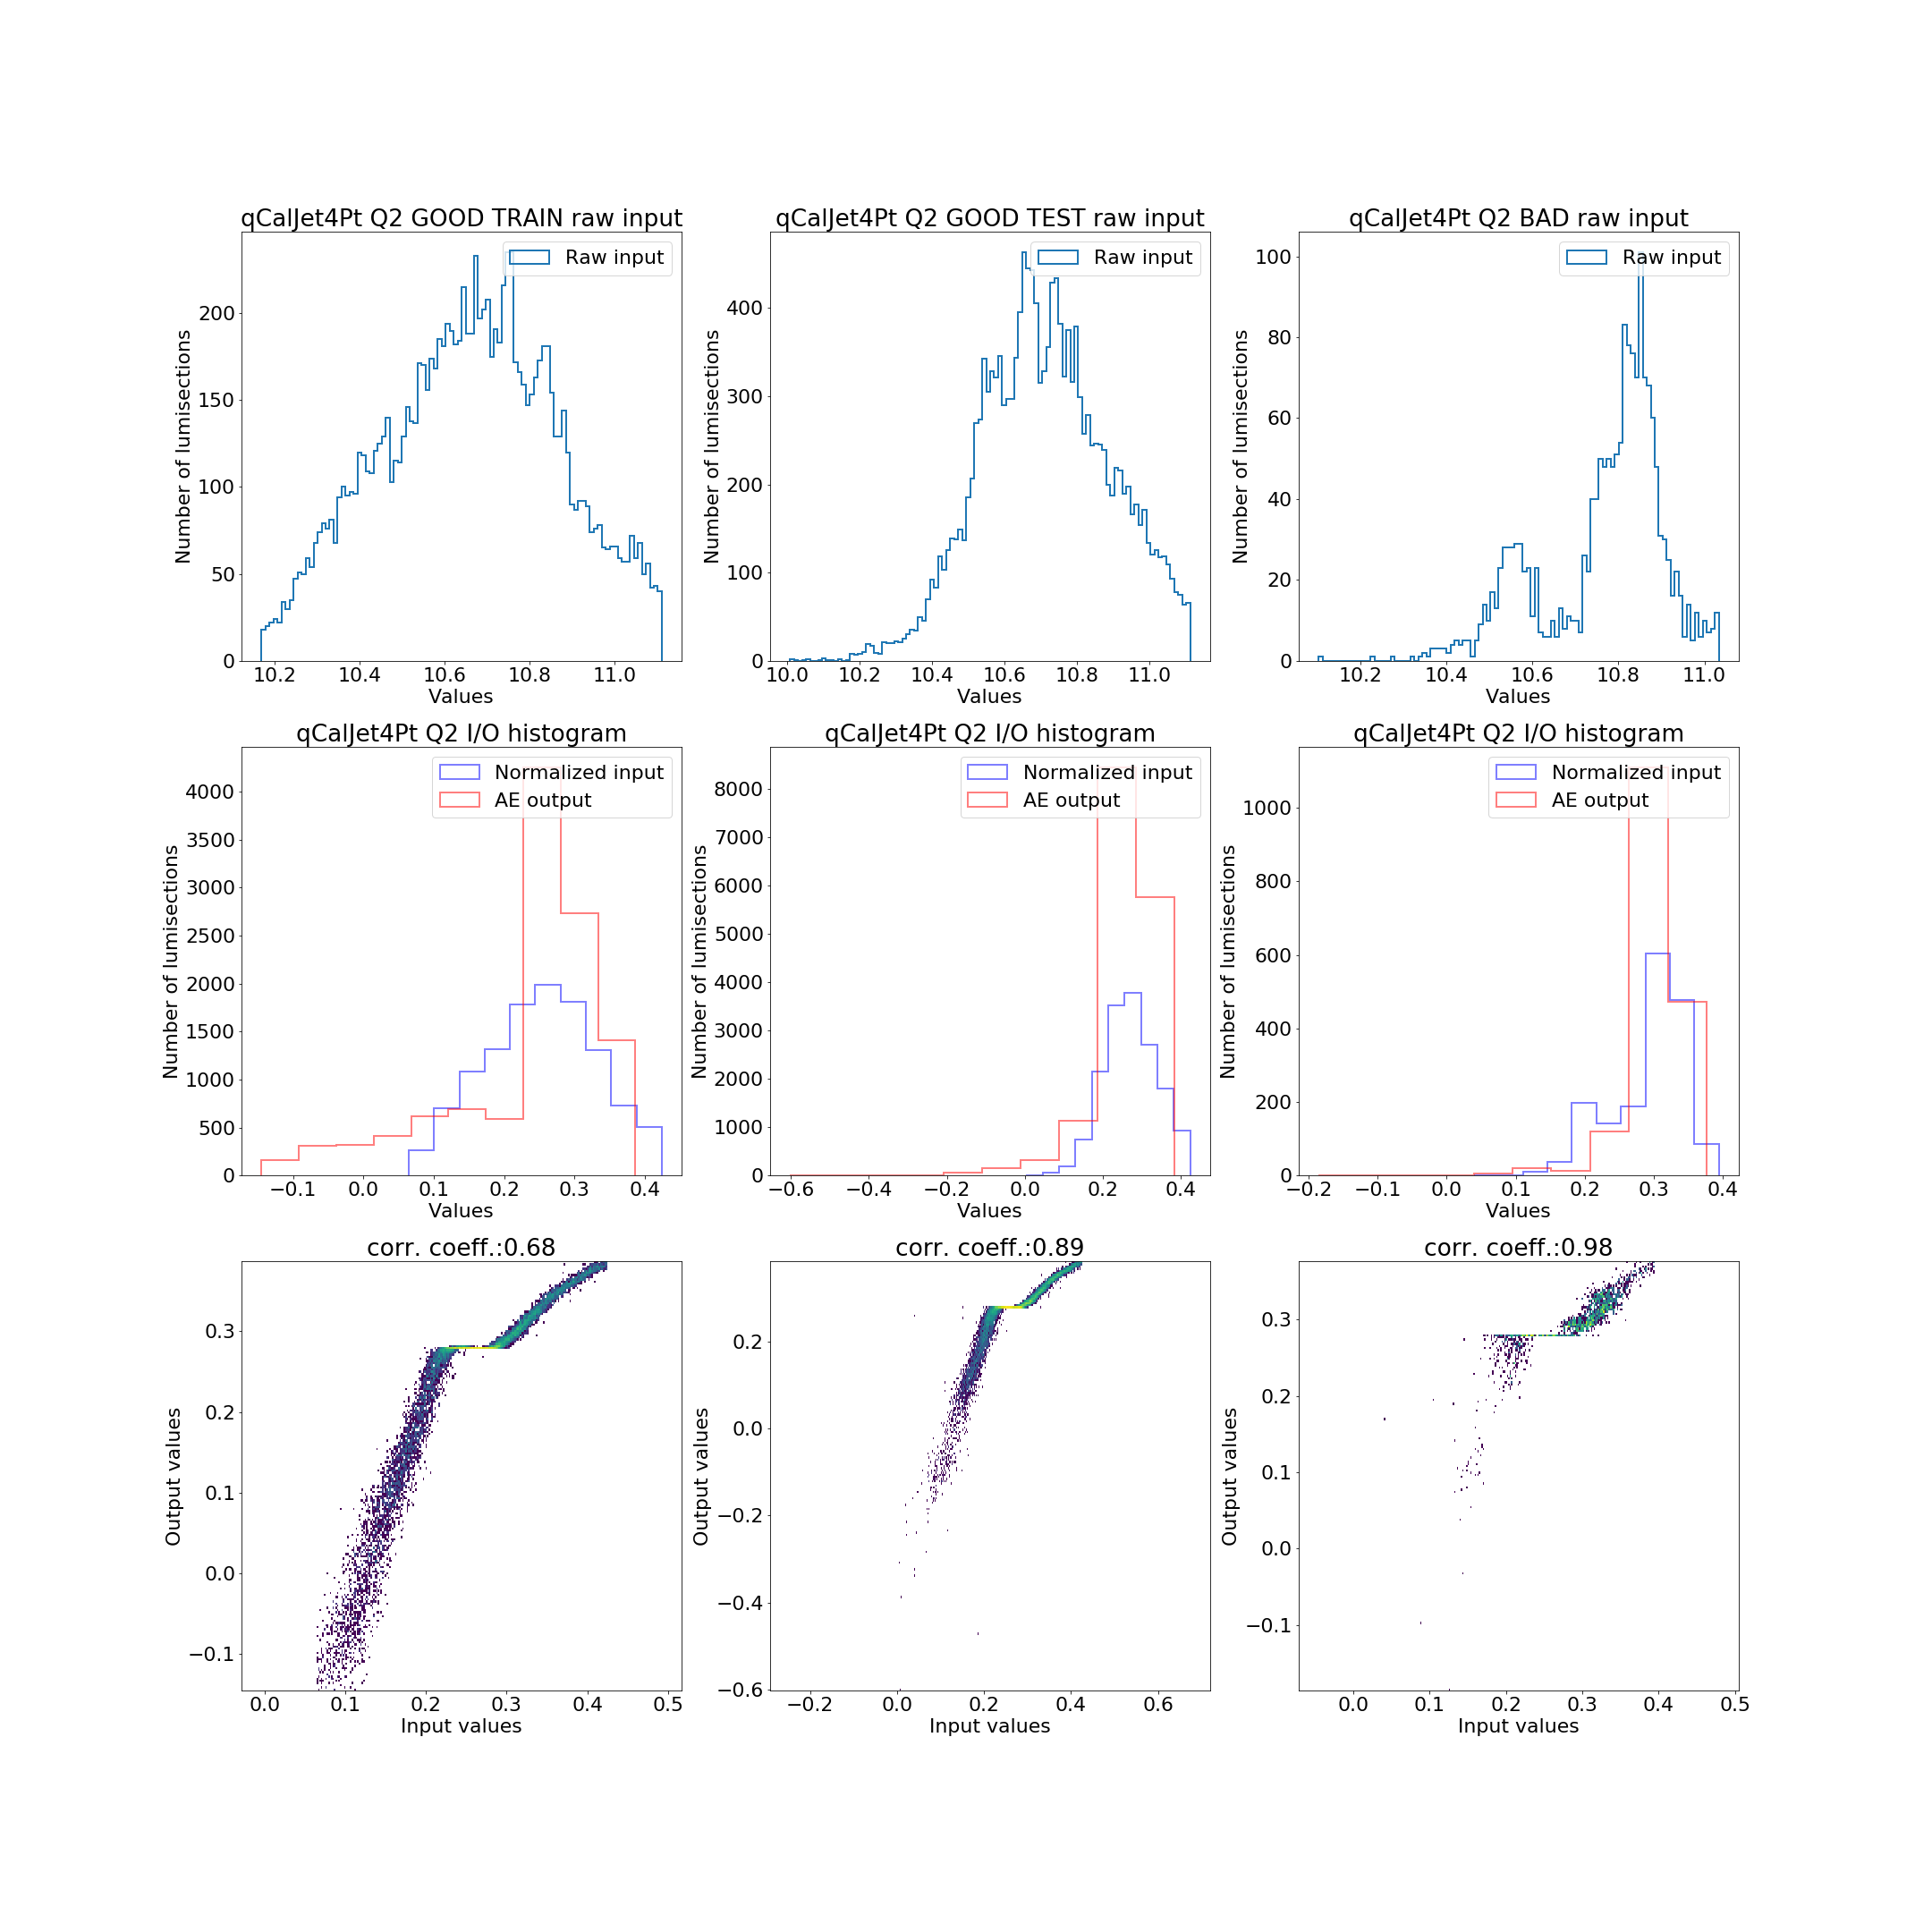 qCalJet4Pt Q2 GOOD TRAIN raw input
Raw input
Number of lumisections
200
150
100
50
0
10.2 10.4 10.6 10.8 11.0
Values
qCalJet4Pt Q2 GOOD TEST raw input
Raw input
Number of lumisections
400
300
200
100
0
10.0 10.2 10.4 10.6 10.8 11.0
Values
qCalJet4Pt Q2 BAD raw input
Raw input
Number of lumisections
100
80
60
40
20
0
10.2 10.4 10.6 10.8 11.0
Values
qCalJet4Pt Q2 I/O histogram
Normalized input
AE output
Number of lumisections
4000
3500
3000
2500
2000
1500
1000
500
0
−0.1 0.0 0.1 0.2 0.3 0.4
Values
qCalJet4Pt Q2 I/O histogram
Normalized input
AE output
Number of lumisections
8000
7000
6000
5000
4000
3000
2000
1000
0
−0.6 −0.4 −0.2 0.0 0.2 0.4
Values
qCalJet4Pt Q2 I/O histogram
Normalized input
AE output
Number of lumisections
1000
800
600
400
200
0
−0.2 −0.1 0.0 0.1 0.2 0.3 0.4
Values
corr. coeff.:0.68
Output values
0.3
0.2
0.1
0.0
−0.1
0.0 0.1 0.2 0.3 0.4 0.5
Input values
corr. coeff.:0.89
Output values
0.2
0.0
−0.2
−0.4
−0.6
−0.2 0.0 0.2 0.4 0.6
Input values
corr. coeff.:0.98
Output values
0.3
0.2
0.1
0.0
−0.1
0.0 0.1 0.2 0.3 0.4 0.5
Input values